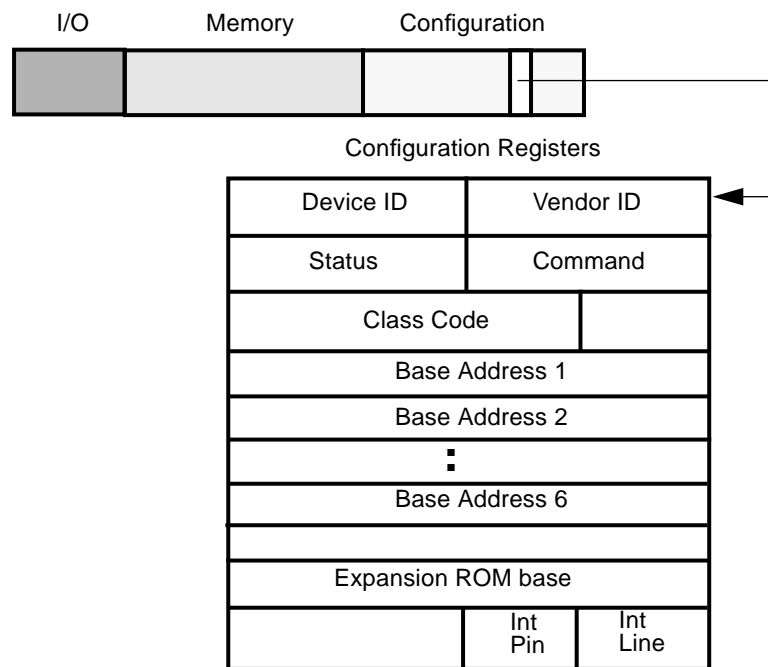 I/O Memory Configuration
Configuration Registers
Device ID Vendor ID
Status Command
Class Code
Base Address 1
Base Address 2
:
Base Address 6
Expansion ROM base
Int Pin
Int Line